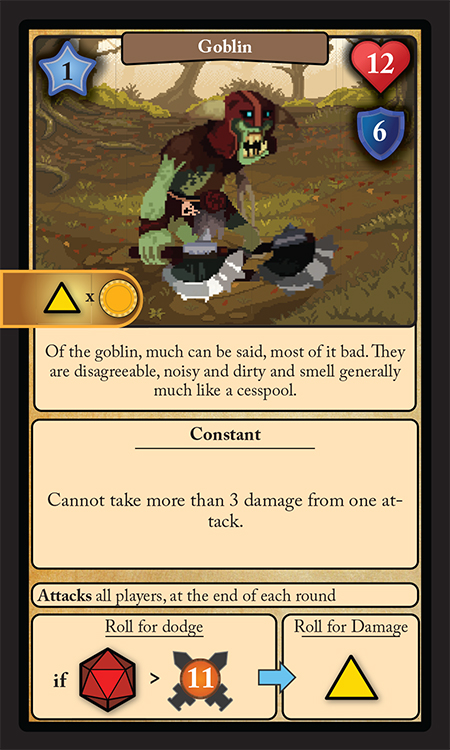 Goblin
1
12
6
x
Of the goblin, much can be said, most of it bad. They
are disagreeable, noisy and dirty and smell generally
much like a cesspool.
Constant
Cannot take more than 3 damage from one at-
tack.
Attacks all players, at the end of each round
Roll for dodge
Roll for Damage
if > 11